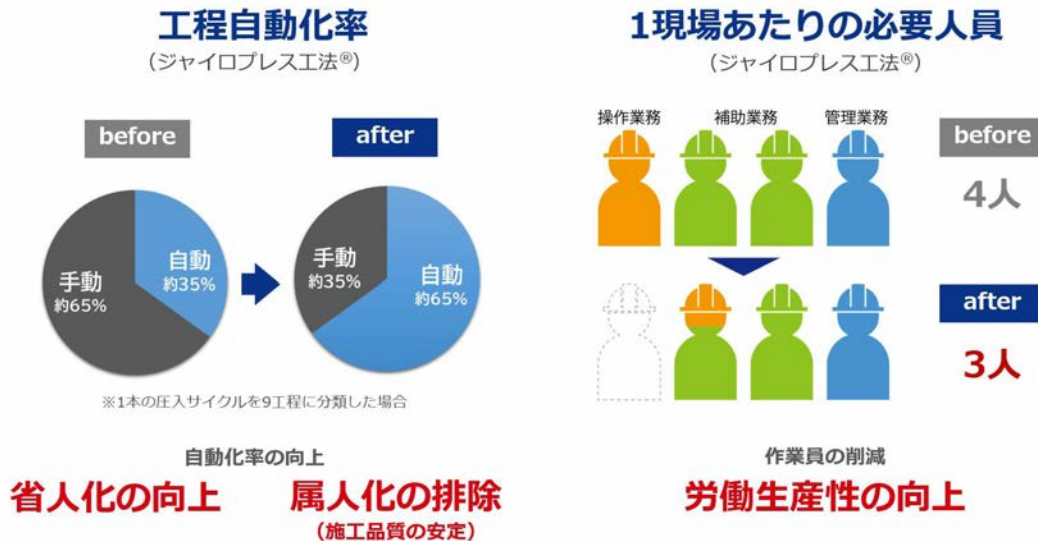 工程自動化率
(ジャイロプレス工法®)
before
after
手動
約65%
自動
約35%
手動
約35%
自動
約65%
※1本の圧入サイクルを9工程に分類した場合
自動化率の向上
省人化の向上
属人化の排除
(施工品質の安定)
1現場あたりの必要人員
(ジャイロプレス工法®)
操作業務 補助業務 管理業務
before
4人
after
3人
作業員の削減
労働生産性の向上